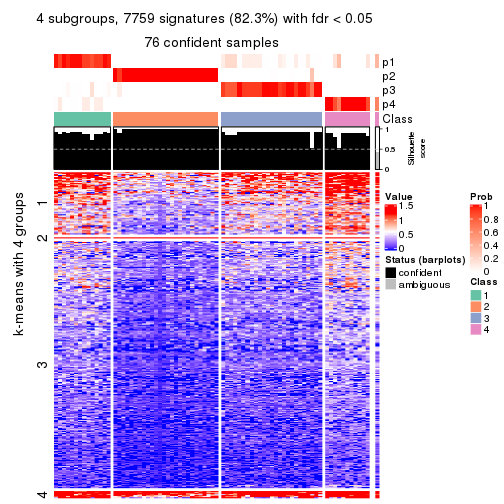 4 subgroups, 7759 signatures (82.3%) with fdr < 0.05
76 confident samples
p1
p2
p3
p4
Class
1
0.5
0
Silhouette
score
k-means with 4 groups
1
2
3
4
Value
1.5
1
0.5
0
Status (barplots)
confident
ambiguous
Prob
1
0.8
0.6
0.4
0.2
0
Class
1
2
3
4